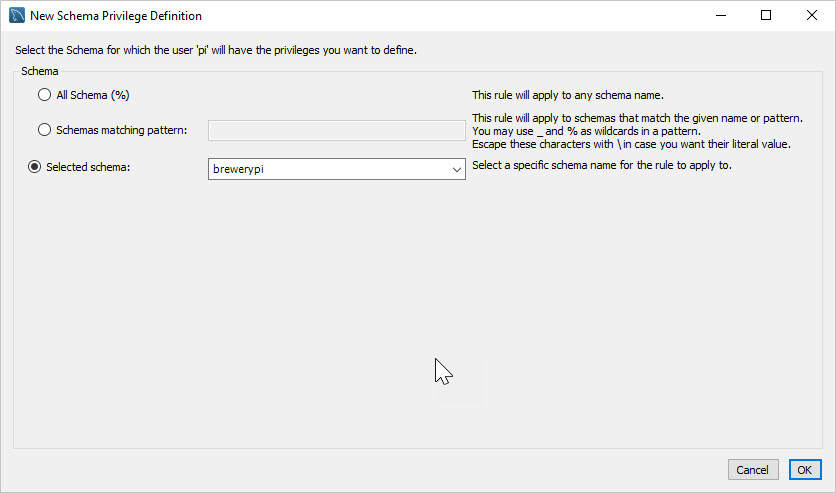 New Schema Privilege Definition
Select the Schema for which the user 'pi' will have the privileges you want to define.
Schema
All Schema (%)
This rule will apply to any schema name.
Schemas matching pattern:
This rule will apply to schemas that match the given name or pattern.
You may use _ and % as wildcards in a pattern.
Escape these characters with \ in case you want their literal value.
Selected schema:
brewerypi
Select a specific schema name for the rule to apply to.
Cancel
OK